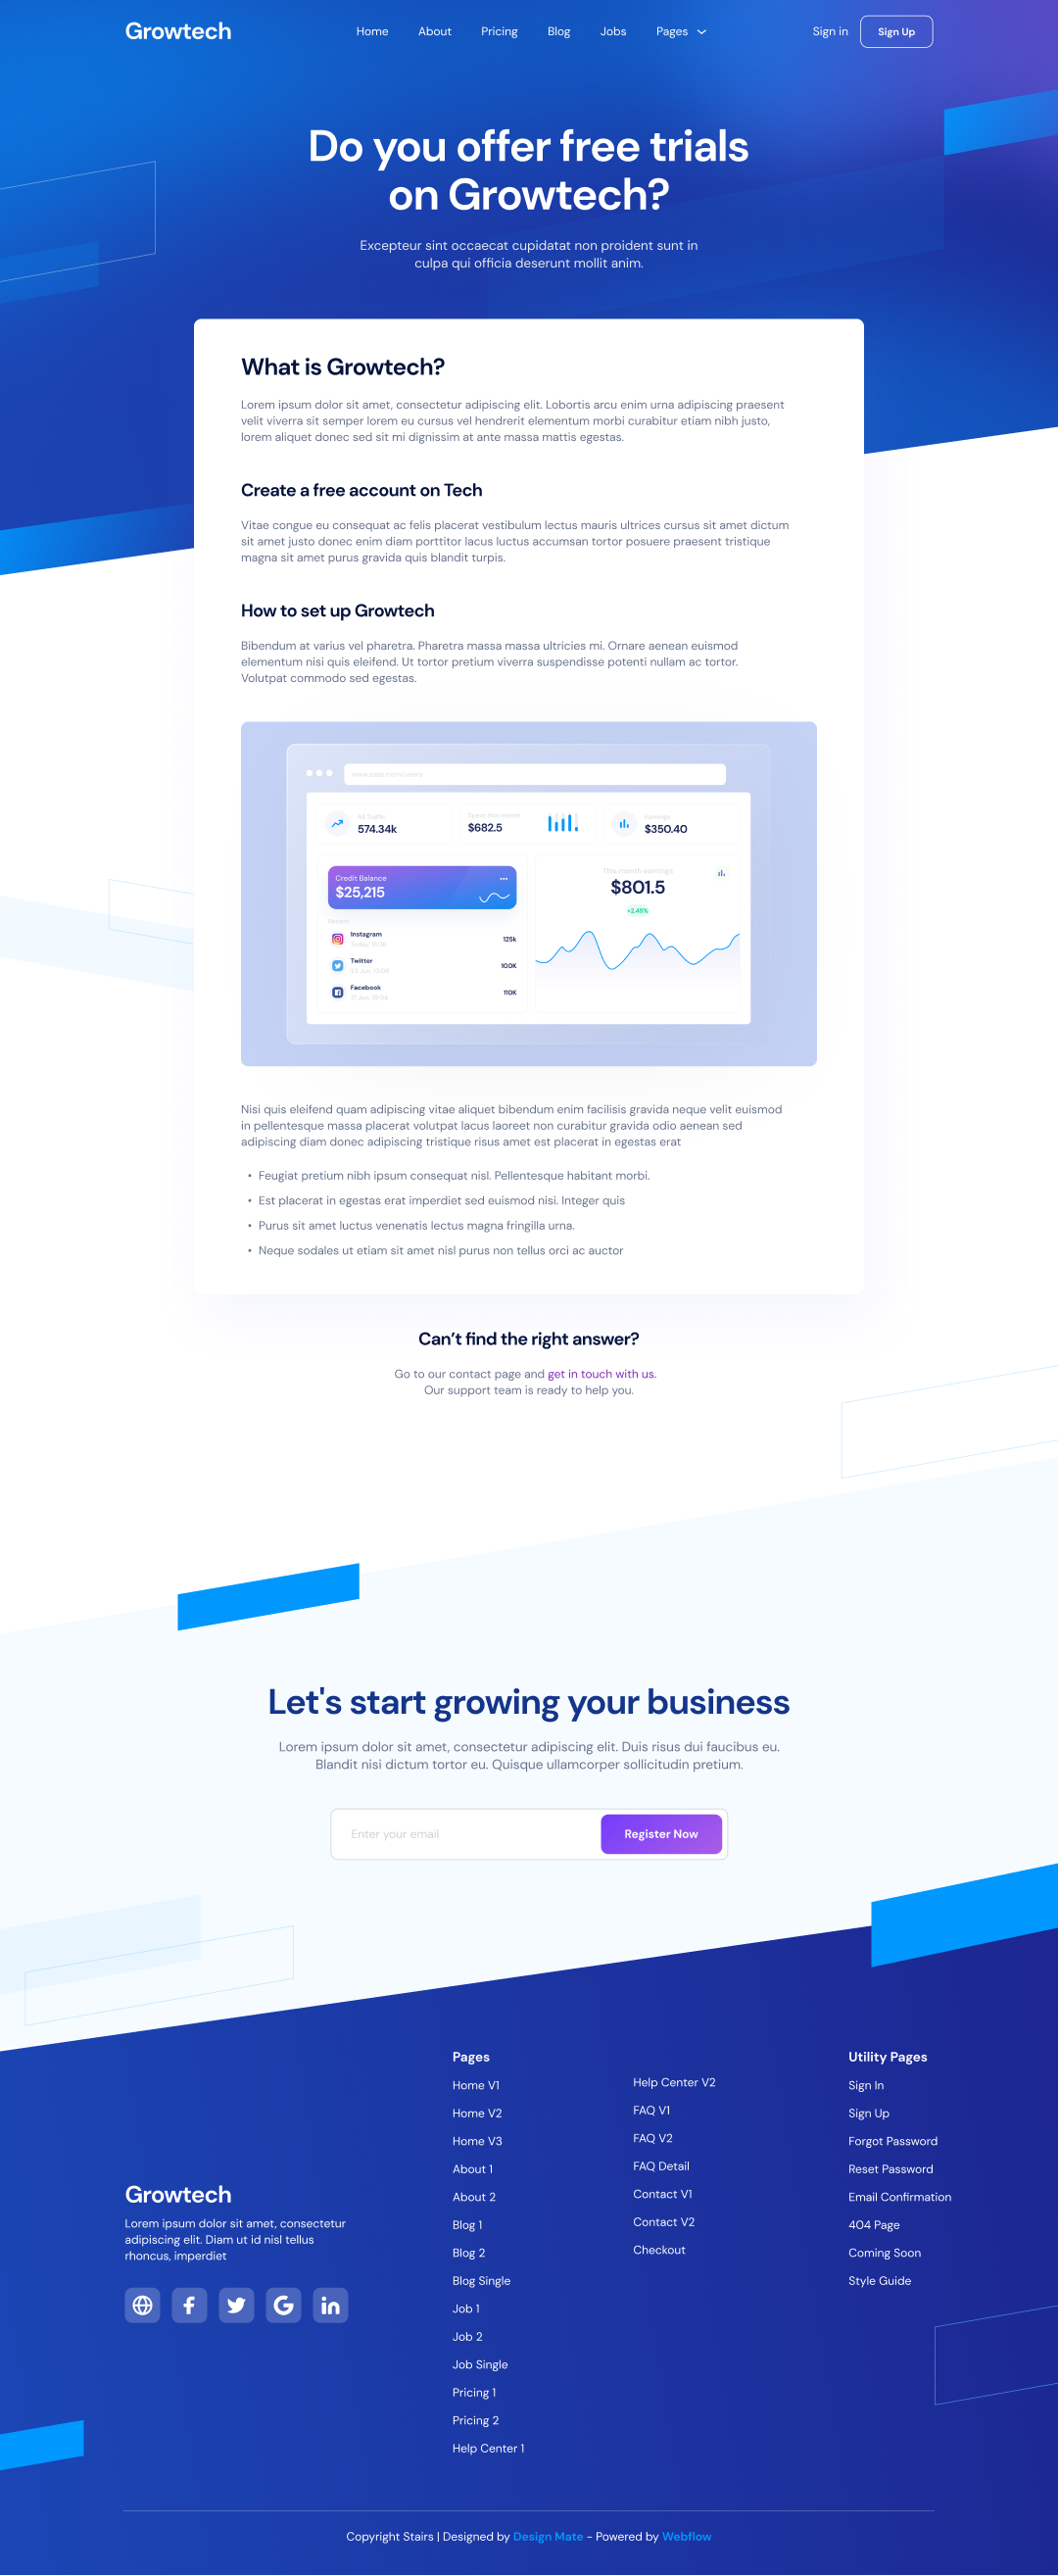 Growtech
Home
About
Pricing
Blog
Jobs
Pages
Sign in
Sign Up
Do you offer free trials
on Growtech?
Excepteur sint occaecat cupidatat non proident sunt in
culpa qui officia deserunt mollit anim.
What is Growtech?
Lorem ipsum dolor sit amet, consectetur adipiscing elit. Lobortis arcu enim urna adipiscing praesent
velit viverra sit semper lorem eu cursus vel hendrerit elementum morbi curabitur etiam nibh justo,
lorem aliquet donec sed sit mi dignissim at ante massa mattis egestas.
Create a free account on Tech
Vitae congue eu consequat ac felis placerat vestibulum lectus mauris ultrices cursus sit amet dictum
sit amet justo donec enim diam porttitor lacus luctus accumsan tortor posuere praesent tristique
magna sit amet purus gravida quis blandit turpis.
How to set up Growtech
Bibendum at varius vel pharetra. Pharetra massa massa ultricies mi. Ornare aenean euismod
elementum nisi quis eleifend. Ut tortor pretium viverra suspendisse potenti nullam ac tortor.
Volutpat commodo sed egestas.
Ad Traffic
574.34k
Spent this month
$682.5
Earnings
$350.40
Credit Balance
$25,215
Recent
Instagram
125k
Twitter
100K
Facebook
110K
This month earnings
$801.5
+2.45%
Nisi quis eleifend quam adipiscing vitae aliquet bibendum enim facilisis gravida neque velit euismod
in pellentesque massa placerat volutpat lacus laoreet non curabitur gravida odio aenean sed
adipiscing diam donec adipiscing tristique risus amet est placerat in egestas erat
• Feugiat pretium nibh ipsum consequat nisl. Pellentesque habitant morbi.
• Est placerat in egestas erat imperdiet sed euismod nisi. Integer quis
• Purus sit amet luctus venenatis lectus magna fringilla urna.
• Neque sodales ut etiam sit amet nisl purus non tellus orci ac auctor
Can't find the right answer?
Go to our contact page and get in touch with us.
Our support team is ready to help you.
Let's start growing your business
Lorem ipsum dolor sit amet, consectetur adipiscing elit. Duis risus dui faucibus eu.
Blandit nisi dictum tortor eu. Quisque ullamcorper sollicitudin pretium.
Enter your email
Register Now
Growtech
Lorem ipsum dolor sit amet, consectetur
adipiscing elit. Diam ut id nisl tellus
rhoncus, imperdiet
Pages
Home V1
Home V2
Home V3
About 1
About 2
Blog 1
Blog 2
Blog Single
Job 1
Job 2
Job Single
Pricing 1
Pricing 2
Help Center 1
Help Center V2
FAQ V1
FAQ V2
FAQ Detail
Contact V1
Contact V2
Checkout
Utility Pages
Sign In
Sign Up
Forgot Password
Reset Password
Email Confirmation
404 Page
Coming Soon
Style Guide
Copyright Stairs | Designed by Design Mate - Powered by Webflow